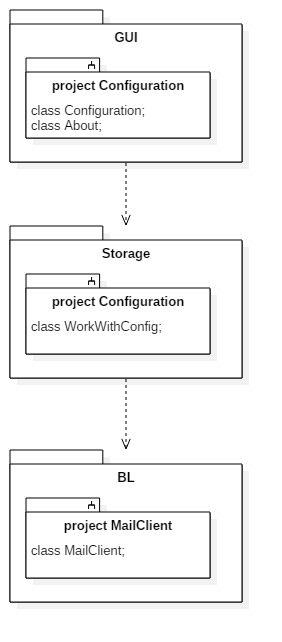 GUI
project Configuration
class Configuration;
class About;
Storage
project Configuration
class WorkWithConfig;
BL
project MailClient
class MailClient;